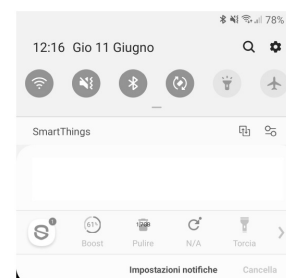 78%
12:16 Gio 11 Giugno
SmartThings
61%
Boost Pulire N/A Torcia
Impostazioni notifiche Cancella